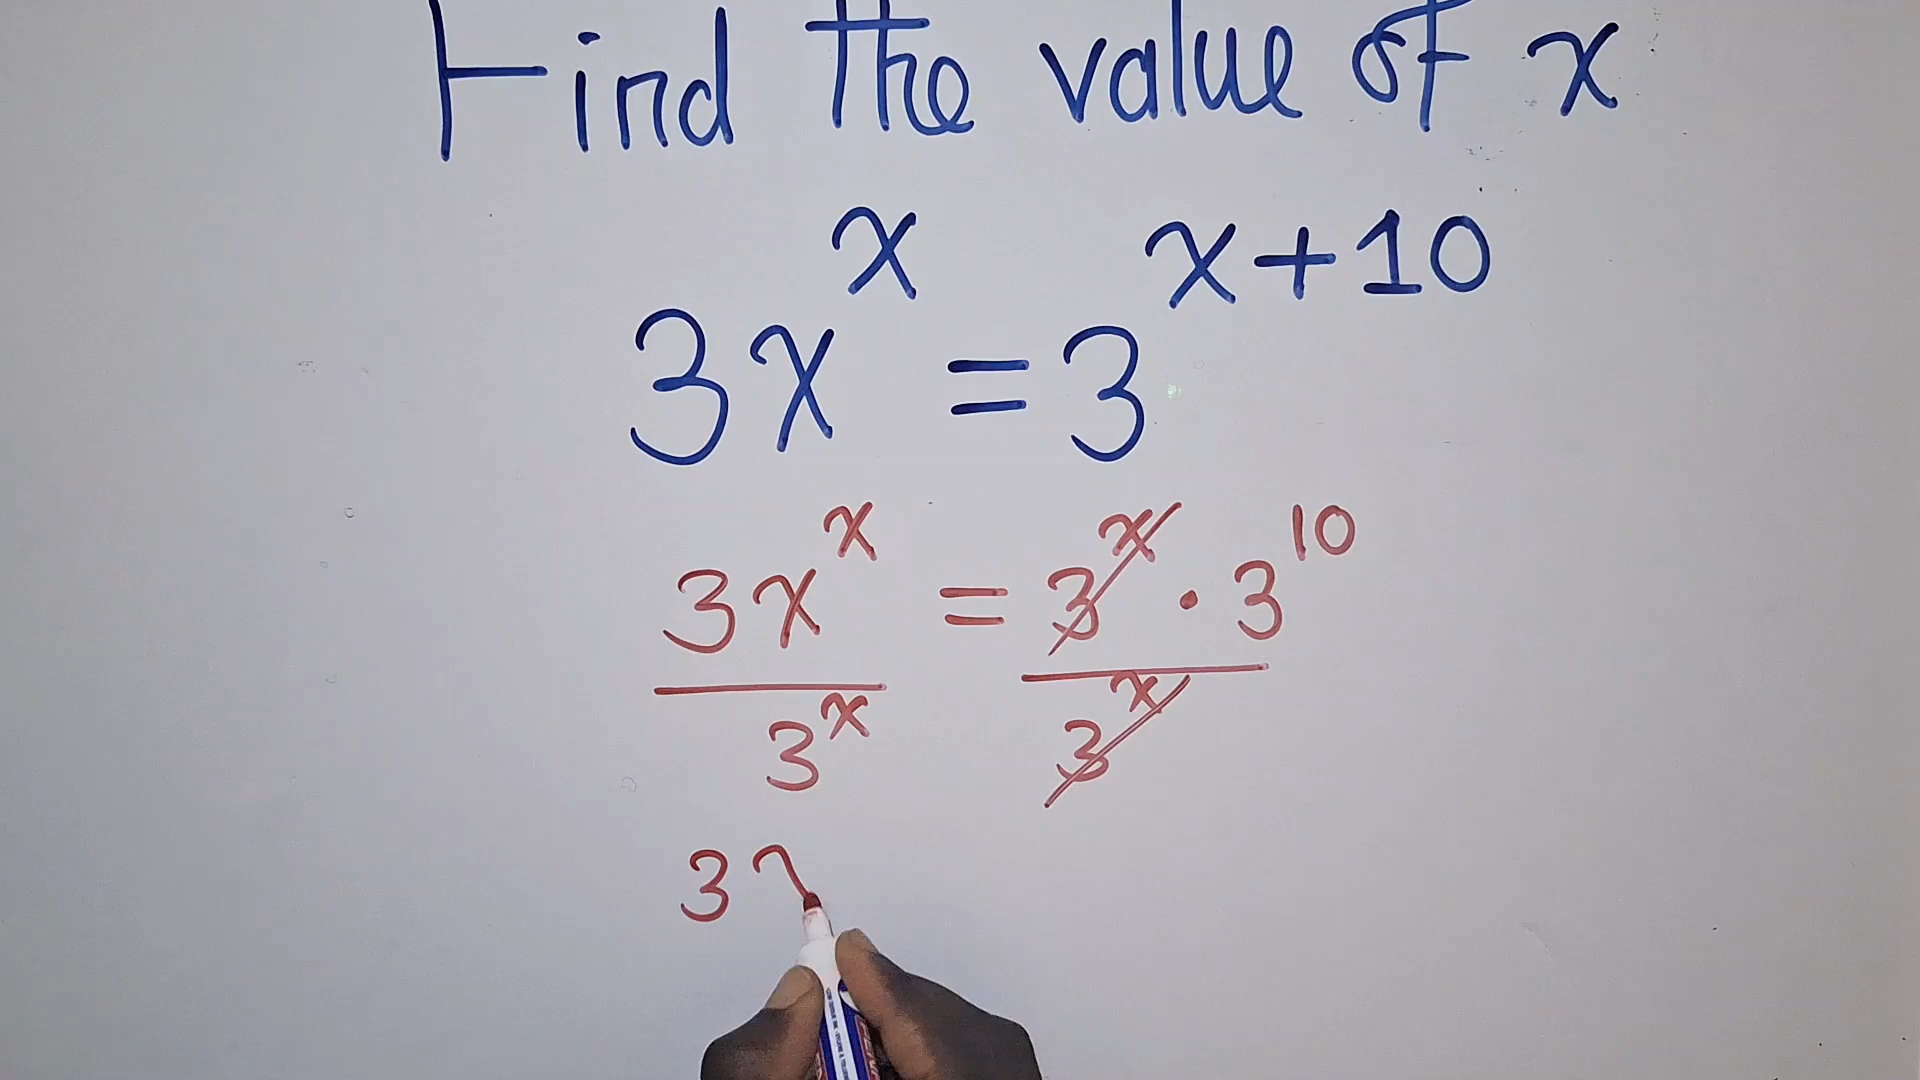 Find the value of x
3x^x = 3^(x+10)
3x^x / 3^x = 3^x · 3^10 / 3^x
3